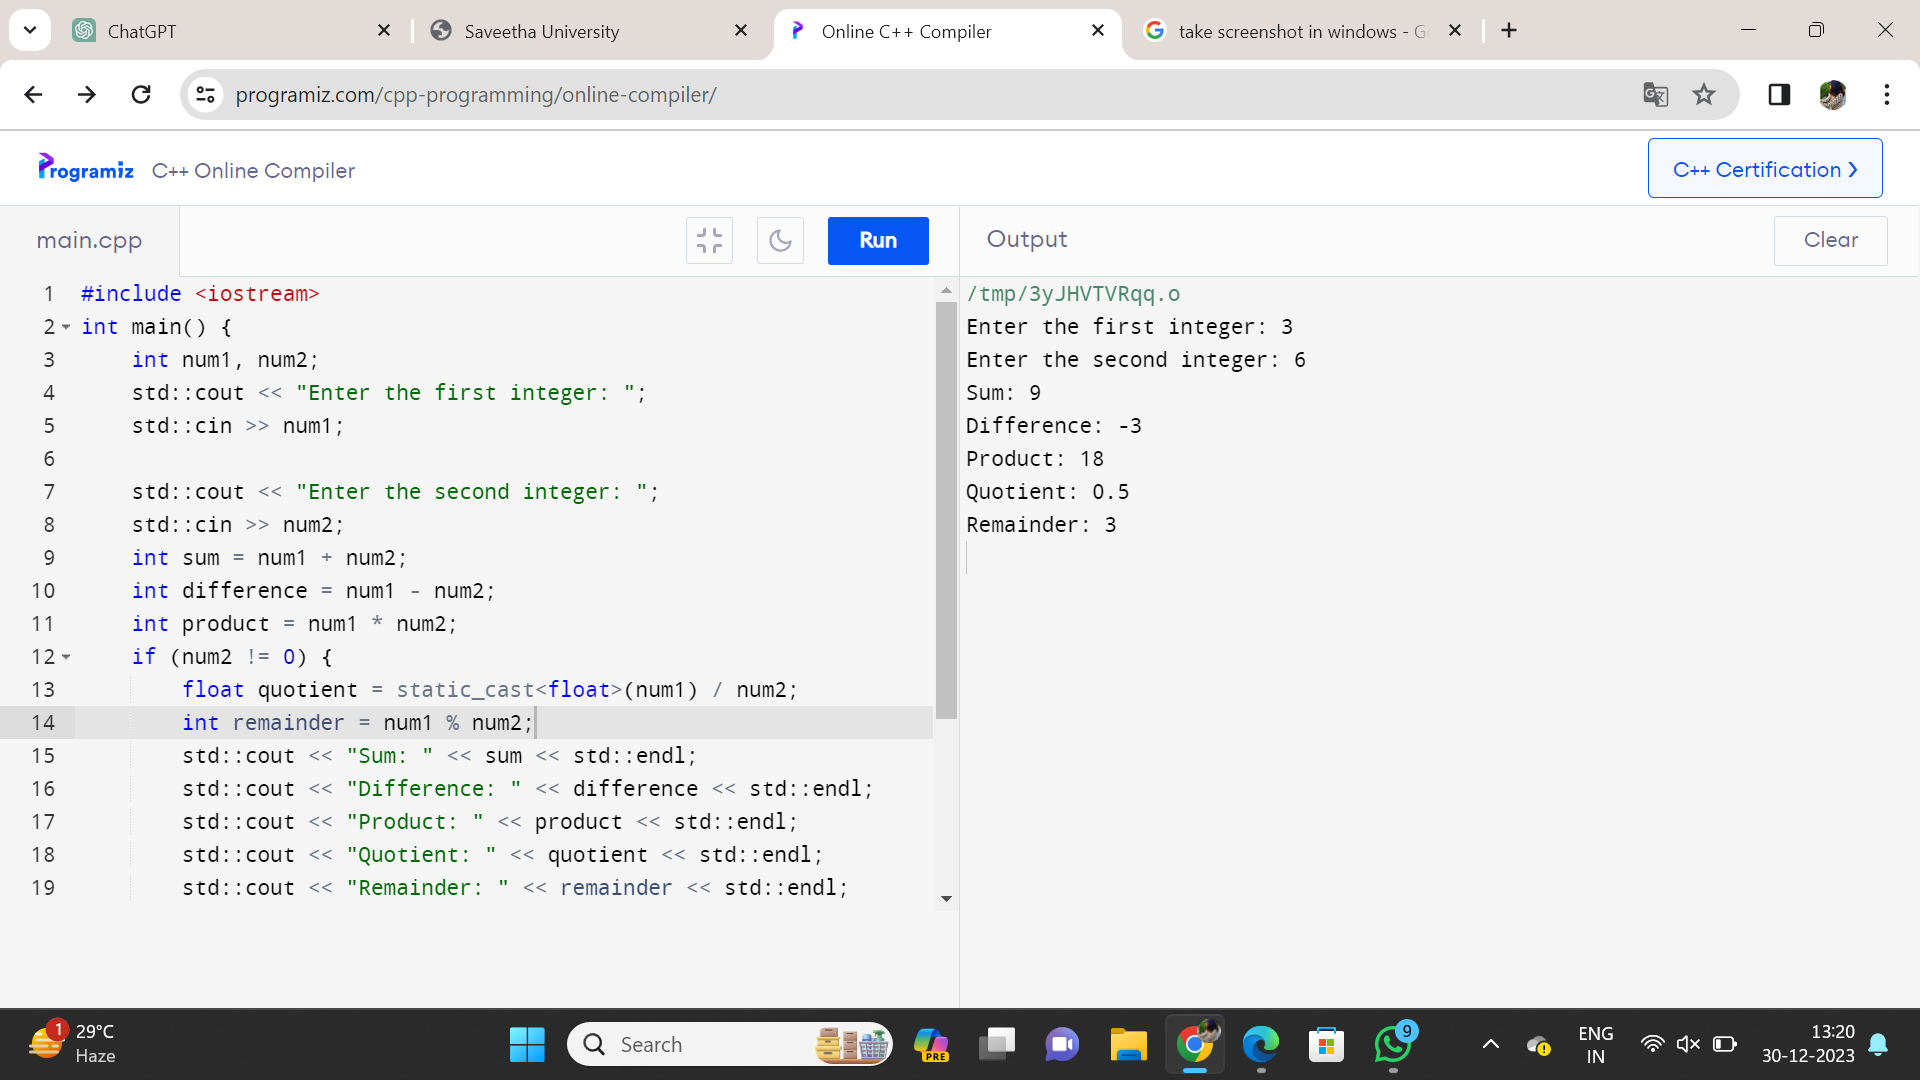 ChatGPT
Saveetha University
Online C++ Compiler
take screenshot in windows - G
programiz.com/cpp-programming/online-compiler/
Programiz C++ Online Compiler
C++ Certification ❯
main.cpp
Run
Output
Clear
1 #include <iostream>
2 int main() {
3 int num1, num2;
4 std::cout << "Enter the first integer: ";
5 std::cin >> num1;
6
7 std::cout << "Enter the second integer: ";
8 std::cin >> num2;
9 int sum = num1 + num2;
10 int difference = num1 - num2;
11 int product = num1 * num2;
12 if (num2 != 0) {
13 float quotient = static_cast<float>(num1) / num2;
14 int remainder = num1 % num2;
15 std::cout << "Sum: " << sum << std::endl;
16 std::cout << "Difference: " << difference << std::endl;
17 std::cout << "Product: " << product << std::endl;
18 std::cout << "Quotient: " << quotient << std::endl;
19 std::cout << "Remainder: " << remainder << std::endl;
/tmp/3yJHVTVRqq.o
Enter the first integer: 3
Enter the second integer: 6
Sum: 9
Difference: -3
Product: 18
Quotient: 0.5
Remainder: 3
1
29°C
Haze
Search
PRE
9
ENG
IN
13:20
30-12-2023